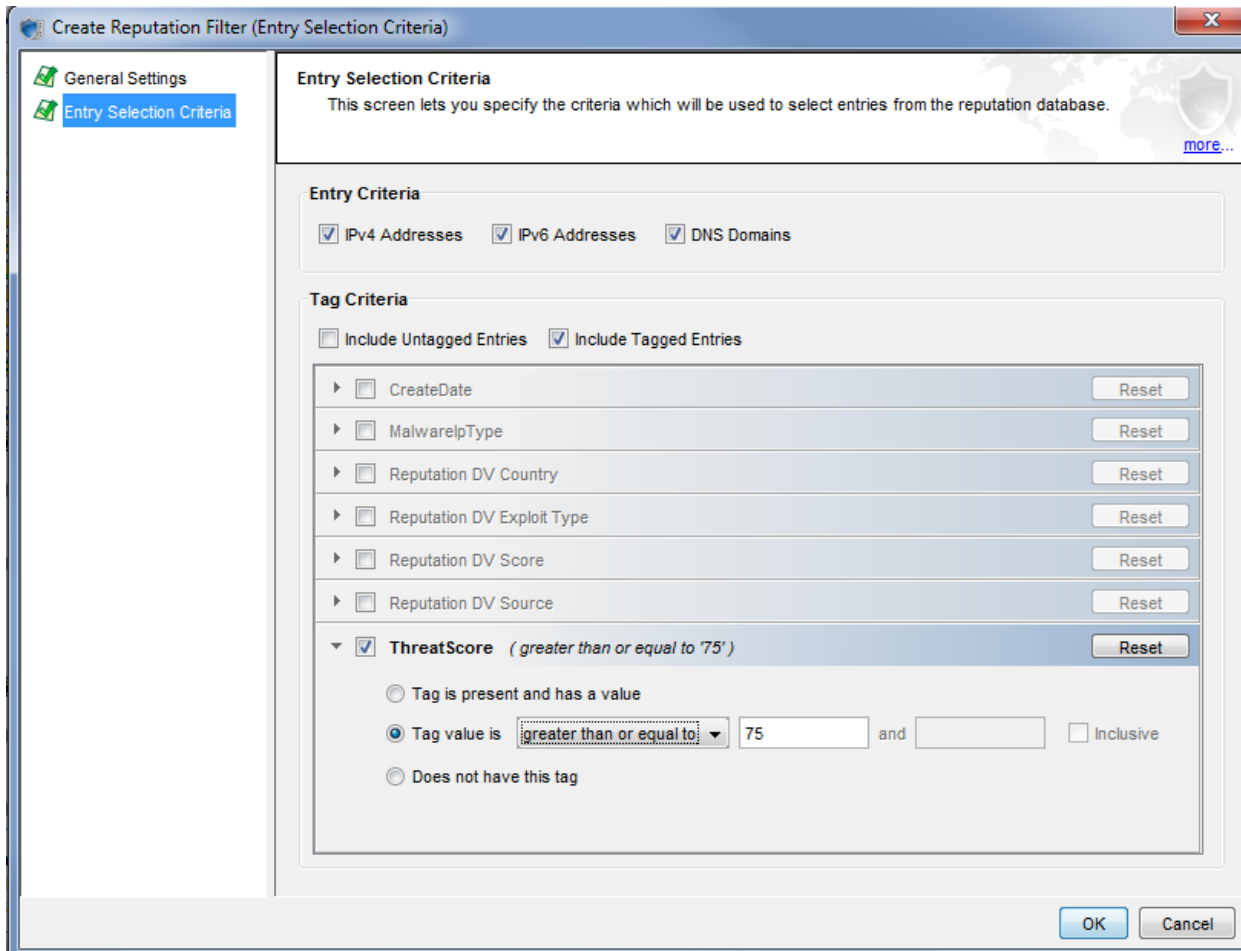 Create Reputation Filter (Entry Selection Criteria)
General Settings
Entry Selection Criteria
Entry Selection Criteria
This screen lets you specify the criteria which will be used to select entries from the reputation database.
more...
Entry Criteria
IPv4 Addresses IPv6 Addresses DNS Domains
Tag Criteria
Include Untagged Entries Include Tagged Entries
CreateDate Reset
MalwareIpType Reset
Reputation DV Country Reset
Reputation DV Exploit Type Reset
Reputation DV Score Reset
Reputation DV Source Reset
ThreatScore ( greater than or equal to '75' ) Reset
Tag is present and has a value
Tag value is greater than or equal to 75 and Inclusive
Does not have this tag
OK Cancel